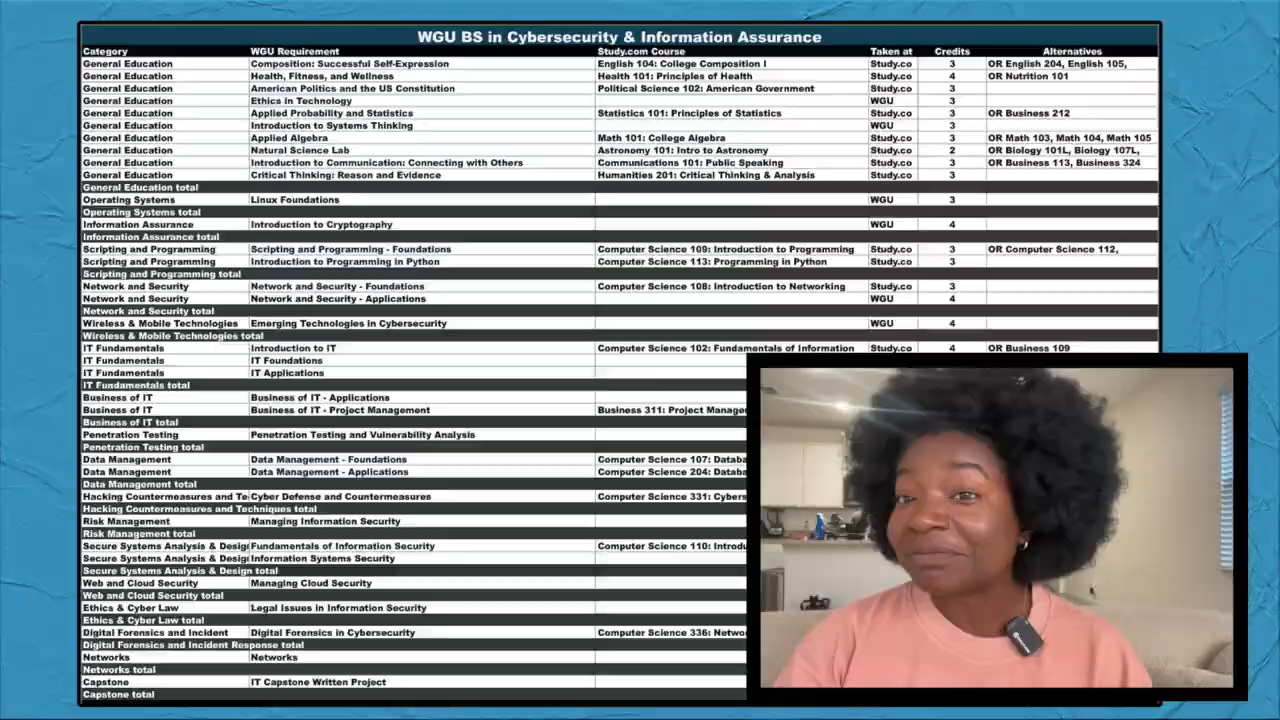 WGU BS in Cybersecurity & Information Assurance
Category WGU Requirement Study.com Course Taken at Credits Alternatives
General Education Composition: Successful Self-Expression English 104: College Composition I Study.co 3 OR English 204, English 105,
General Education Health, Fitness, and Wellness Health 101: Principles of Health Study.co 4 OR Nutrition 101
General Education American Politics and the US Constitution Political Science 102: American Government Study.co 3
General Education Ethics in Technology WGU 3
General Education Applied Probability and Statistics Statistics 101: Principles of Statistics Study.co 3 OR Business 212
General Education Introduction to Systems Thinking WGU 3
General Education Applied Algebra Math 101: College Algebra Study.co 3 OR Math 103, Math 104, Math 105
General Education Natural Science Lab Astronomy 101: Intro to Astronomy Study.co 2 OR Biology 101L, Biology 107L,
General Education Introduction to Communication: Connecting with Others Communications 101: Public Speaking Study.co 3 OR Business 113, Business 324
General Education Critical Thinking: Reason and Evidence Humanities 201: Critical Thinking & Analysis Study.co 3
General Education total
Operating Systems Linux Foundations WGU 3
Operating Systems total
Information Assurance Introduction to Cryptography WGU 4
Information Assurance total
Scripting and Programming Scripting and Programming - Foundations Computer Science 109: Introduction to Programming Study.co 3 OR Computer Science 112,
Scripting and Programming Introduction to Programming in Python Computer Science 113: Programming in Python Study.co 3
Scripting and Programming total
Network and Security Network and Security - Foundations Computer Science 108: Introduction to Networking Study.co 3
Network and Security Network and Security - Applications WGU 4
Network and Security total
Wireless & Mobile Technologies Emerging Technologies in Cybersecurity WGU 4
Wireless & Mobile Technologies total
IT Fundamentals Introduction to IT Computer Science 102: Fundamentals of Information Study.co 4 OR Business 109
IT Fundamentals IT Foundations
IT Fundamentals IT Applications
IT Fundamentals total
Business of IT Business of IT - Applications
Business of IT Business of IT - Project Management Business 311: Project Manage
Business of IT total
Penetration Testing Penetration Testing and Vulnerability Analysis
Penetration Testing total
Data Management Data Management - Foundations Computer Science 107: Databa
Data Management Data Management - Applications Computer Science 204: Databa
Data Management total
Hacking Countermeasures and Te Cyber Defense and Countermeasures Computer Science 331: Cybers
Hacking Countermeasures and Techniques total
Risk Management Managing Information Security
Risk Management total
Secure Systems Analysis & Desig Fundamentals of Information Security Computer Science 110: Introdu
Secure Systems Analysis & Desig Information Systems Security
Secure Systems Analysis & Design total
Web and Cloud Security Managing Cloud Security
Web and Cloud Security total
Ethics & Cyber Law Legal Issues in Information Security
Ethics & Cyber Law total
Digital Forensics and Incident Digital Forensics in Cybersecurity Computer Science 336: Netwo
Digital Forensics and Incident Response total
Networks Networks
Networks total
Capstone IT Capstone Written Project
Capstone total